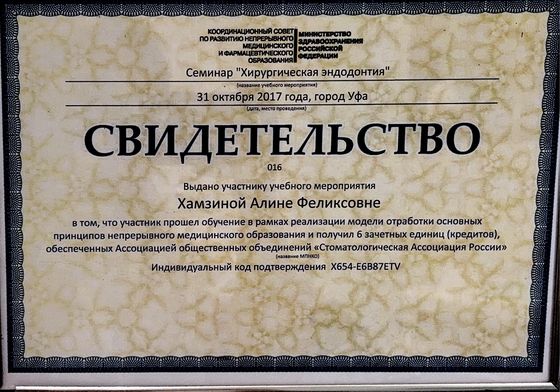 КООРДИНАЦИОННЫЙ СОВЕТ
ПО РАЗВИТИЮ НЕПРЕРЫВНОГО
МЕДИЦИНСКОГО
И ФАРМАЦЕВТИЧЕСКОГО
ОБРАЗОВАНИЯ
МИНИСТЕРСТВО
ЗДРАВООХРАНЕНИЯ
РОССИЙСКОЙ
ФЕДЕРАЦИИ
Семинар "Хирургическая эндодонтия"
(название учебного мероприятия)
31 октября 2017 года, город Уфа
(дата, место проведения)
СВИДЕТЕЛЬСТВО
016
Выдано участнику учебного мероприятия
Хамзиной Алине Феликсовне
в том, что участник прошел обучение в рамках реализации модели отработки основных
принципов непрерывного медицинского образования и получил 6 зачетных единиц (кредитов),
обеспеченных Ассоциацией общественных объединений «Стоматологическая Ассоциация России»
(название МПНКО)
Индивидуальный код подтверждения X654-E6B87ETV